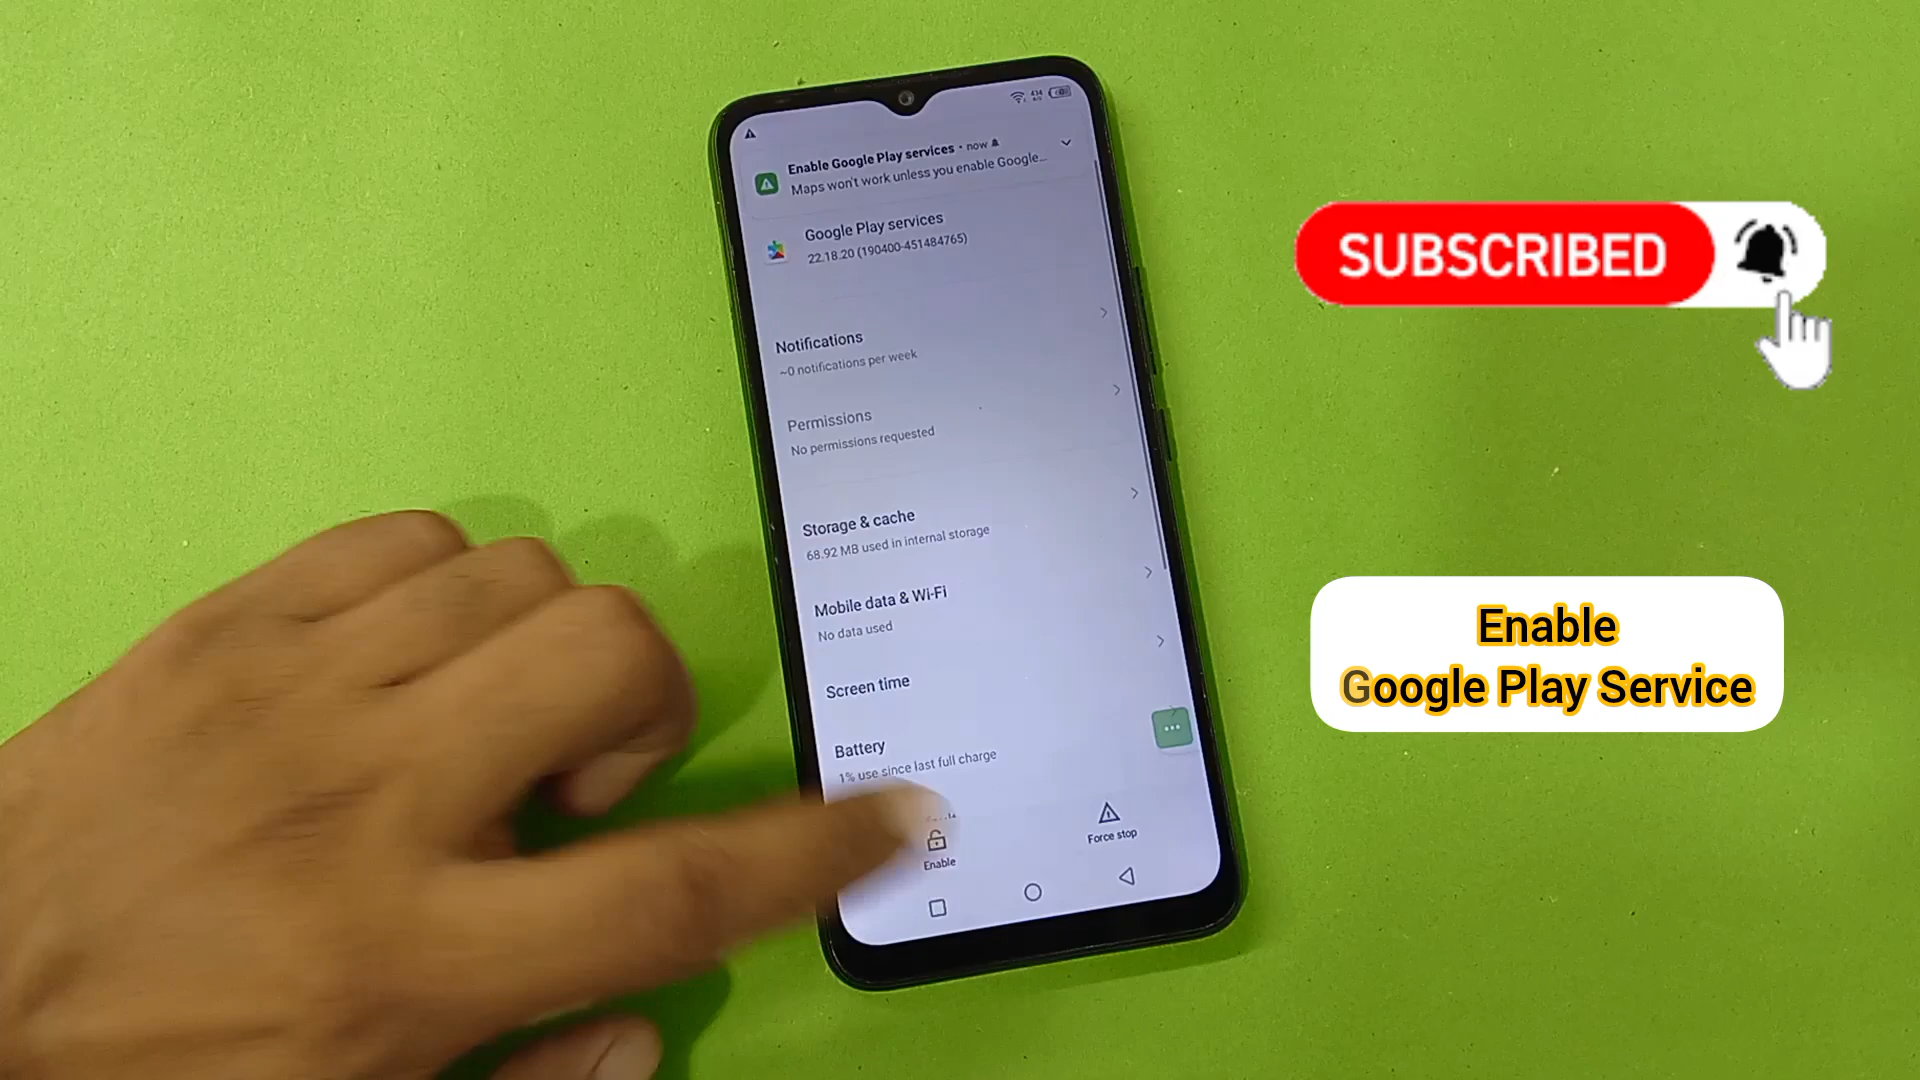 Enable Google Play services • now
Maps won't work unless you enable Google...
Google Play services
22.18.20 (190400-451484765)
Notifications
~0 notifications per week
Permissions
No permissions requested
Storage & cache
68.92 MB used in internal storage
Mobile data & Wi-Fi
No data used
Screen time
Battery
1% use since last full charge
Enable
Force stop
SUBSCRIBED
Enable
Google Play Service